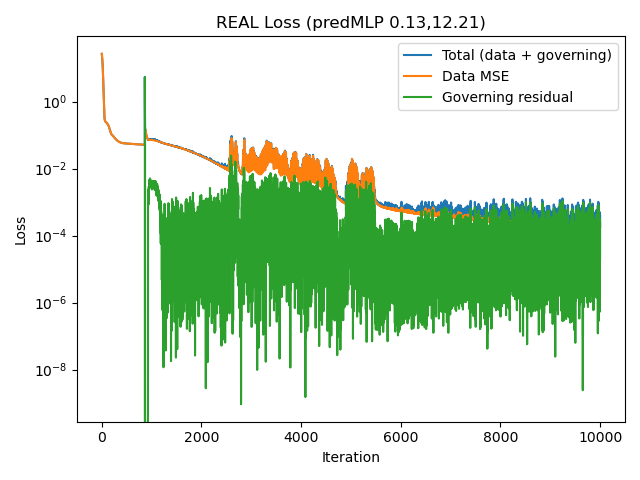 REAL Loss (predMLP 0.13,12.21)
Total (data + governing)
Data MSE
Governing residual
10^0
10^-2
10^-4
10^-6
10^-8
Loss
0 2000 4000 6000 8000 10000
Iteration